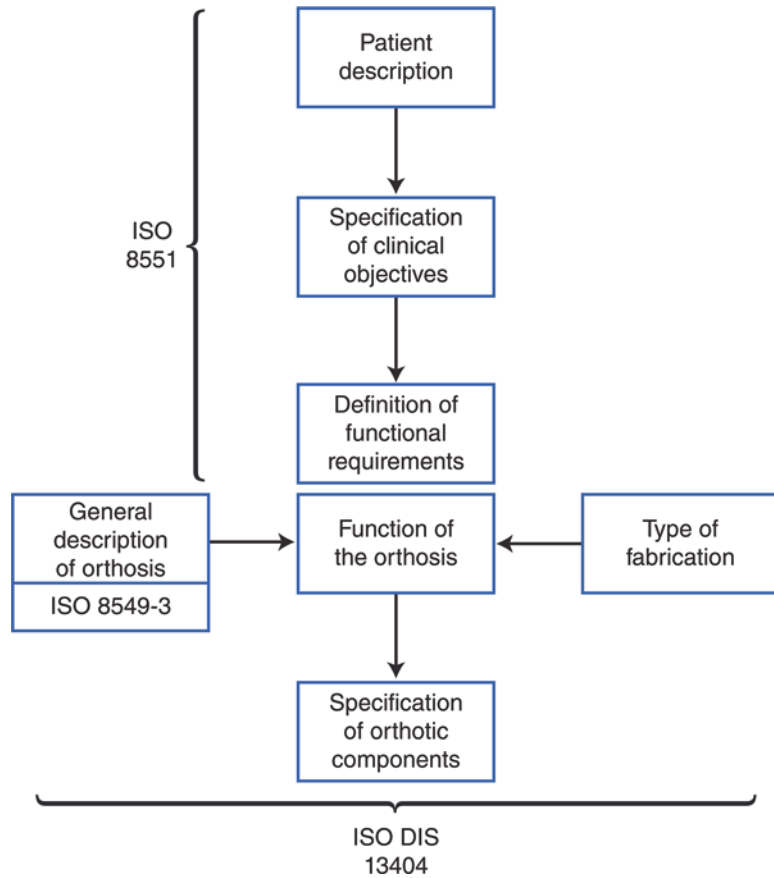 Patient
description
Specification
of clinical
objectives
ISO
8551
Definition of
functional
requirements
General
description
of orthosis
ISO 8549-3
Function of
the orthosis
Type of
fabrication
Specification
of orthotic
components
ISO DIS
13404